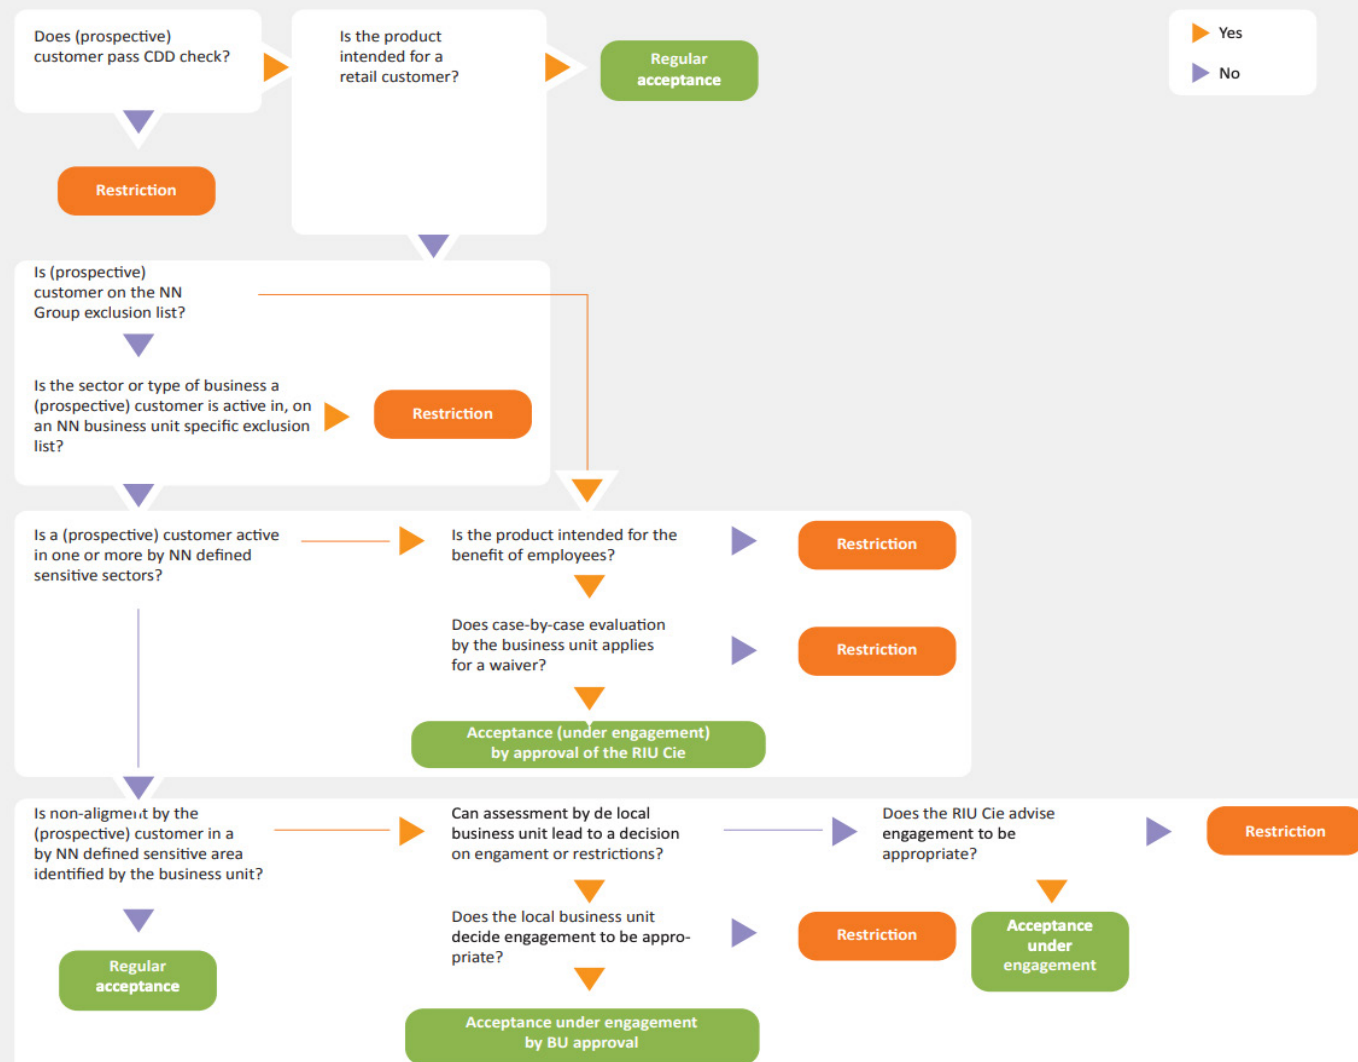 Does (prospective)
customer pass CDD check?
Is the product
intended for a
retail customer?
Regular
acceptance
Yes
No
Restriction
Is (prospective)
customer on the NN
Group exclusion list?
Is the sector or type of business a
(prospective) customer is active in, on
an NN business unit specific exclusion
list?
Restriction
Is a (prospective) customer active
in one or more by NN defined
sensitive sectors?
Is the product intended for the
benefit of employees?
Restriction
Does case-by-case evaluation
by the business unit applies
for a waiver?
Restriction
Acceptance (under engagement)
by approval of the RIU Cie
Is non-aligment by the
(prospective) customer in a
by NN defined sensitive area
identified by the business unit?
Can assessment by de local
business unit lead to a decision
on engament or restrictions?
Does the RIU Cie advise
engagement to be
appropriate?
Restriction
Regular
acceptance
Does the local business unit
decide engagement to be appro-
priate?
Restriction
Acceptance
under
engagement
Acceptance under engagement
by BU approval